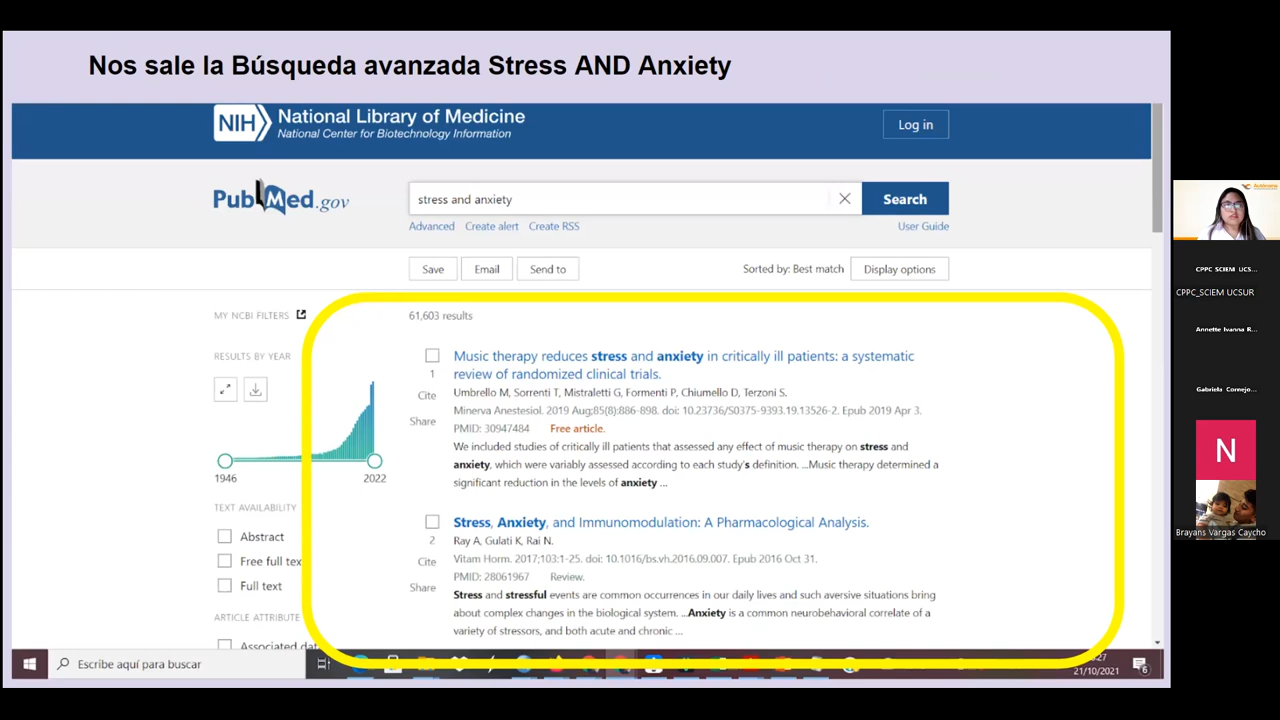 Nos sale la Búsqueda avanzada Stress AND Anxiety
NIH National Library of Medicine
National Center for Biotechnology Information
Log in
PubMed.gov
stress and anxiety
Search
Advanced Create alert Create RSS
User Guide
Save Email Send to
Sorted by: Best match Display options
MY NCBI FILTERS
61,603 results
RESULTS BY YEAR
1946
2022
TEXT AVAILABILITY
Abstract
Free full tex
Full text
ARTICLE ATTRIBUTE
Associated dat
1
Cite
Share
Music therapy reduces stress and anxiety in critically ill patients: a systematic
review of randomized clinical trials.
Umbrello M, Sorrenti T, Mistraletti G, Formenti P, Chiumello D, Terzoni S.
Minerva Anestesiol. 2019 Aug;85(8):886-898. doi: 10.23736/S0375-9393.19.13526-2. Epub 2019 Apr 3.
PMID: 30947484 Free article.
We included studies of critically ill patients that assessed any effect of music therapy on stress and
anxiety, which were variably assessed according to each study's definition. ...Music therapy determined a
significant reduction in the levels of anxiety ...
2
Cite
Share
Stress, Anxiety, and Immunomodulation: A Pharmacological Analysis.
Ray A, Gulati K, Rai N.
Vitam Horm. 2017;103:1-25. doi: 10.1016/bs.vh.2016.09.007. Epub 2016 Oct 31.
PMID: 28061967 Review.
Stress and stressful events are common occurrences in our daily lives and such aversive situations bring
about complex changes in the biological system. ...Anxiety is a common neurobehavioral correlate of a
variety of stressors, and both acute and chronic ...
Escribe aquí para buscar
:27
21/10/2021
6
CPPC_SCIEM UCS...
CPPC_SCIEM UCSUR
Annette Ivanna R...
Gabriela Cornejo...
N
Brayans Vargas Caycho